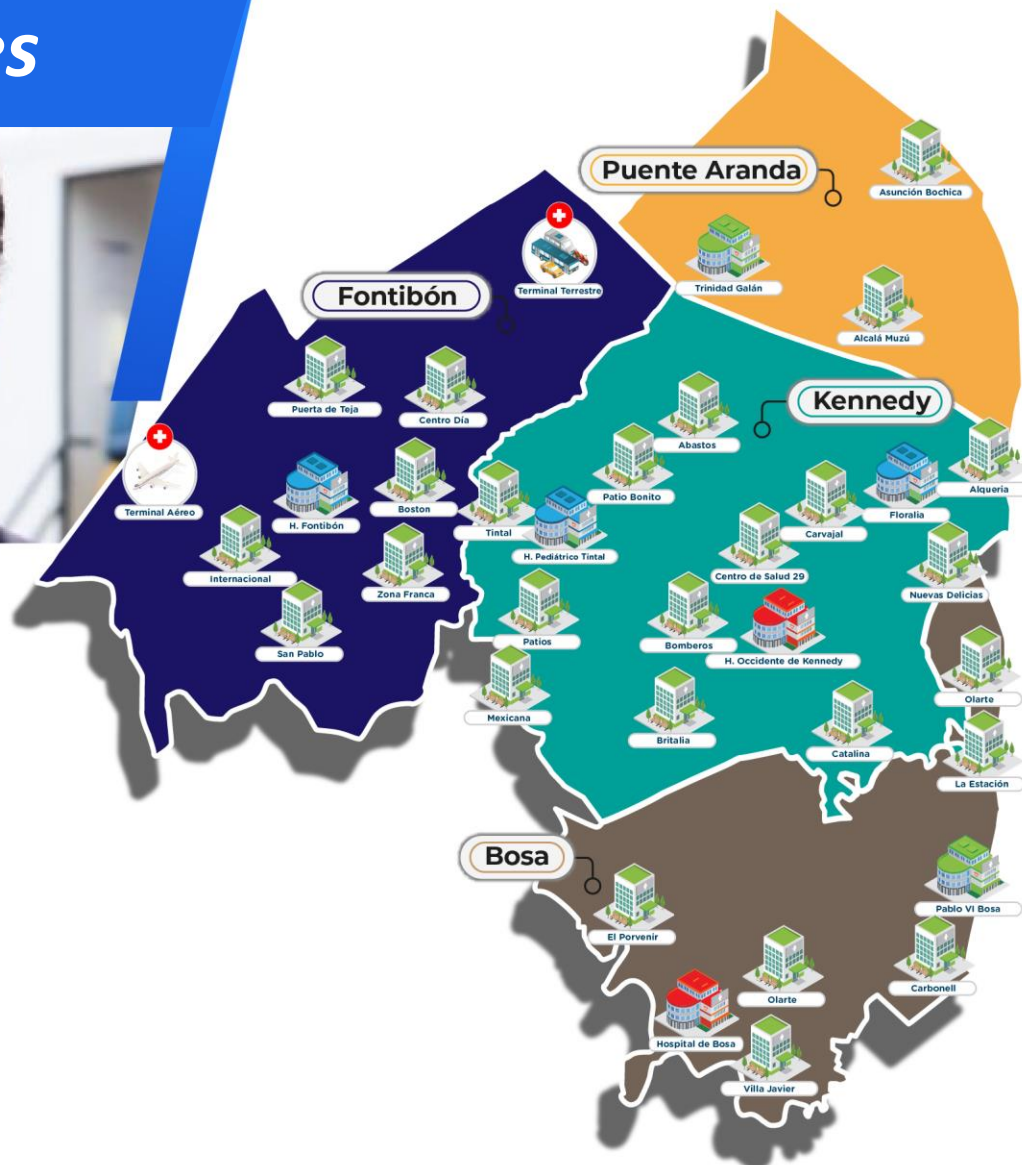 Puente Aranda
Asunción Bochica
Trinidad Galán
Alcalá Muzú
Fontibón
Terminal Terrestre
Puerta de Teja
Centro Día
Terminal Aéreo
H. Fontibón
Boston
Internacional
Zona Franca
San Pablo
Kennedy
Abastos
Patio Bonito
Tintal
H. Pediátrico Tintal
Carvajal
Floralia
Alqueria
Centro de Salud 29
Nuevas Delicias
Patios
Bomberos
H. Occidente de Kennedy
Mexicana
Britalia
Catalina
Olarte
La Estación
Bosa
El Porvenir
Pablo VI Bosa
Olarte
Carbonell
Hospital de Bosa
Villa Javier